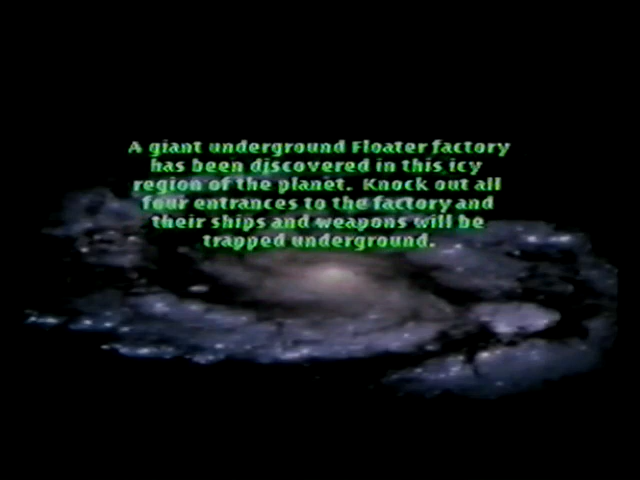 A giant underground Floater factory
has been discovered in this icy
region of the planet. Knock out all
four entrances to the factory and
their ships and weapons will be
trapped underground.